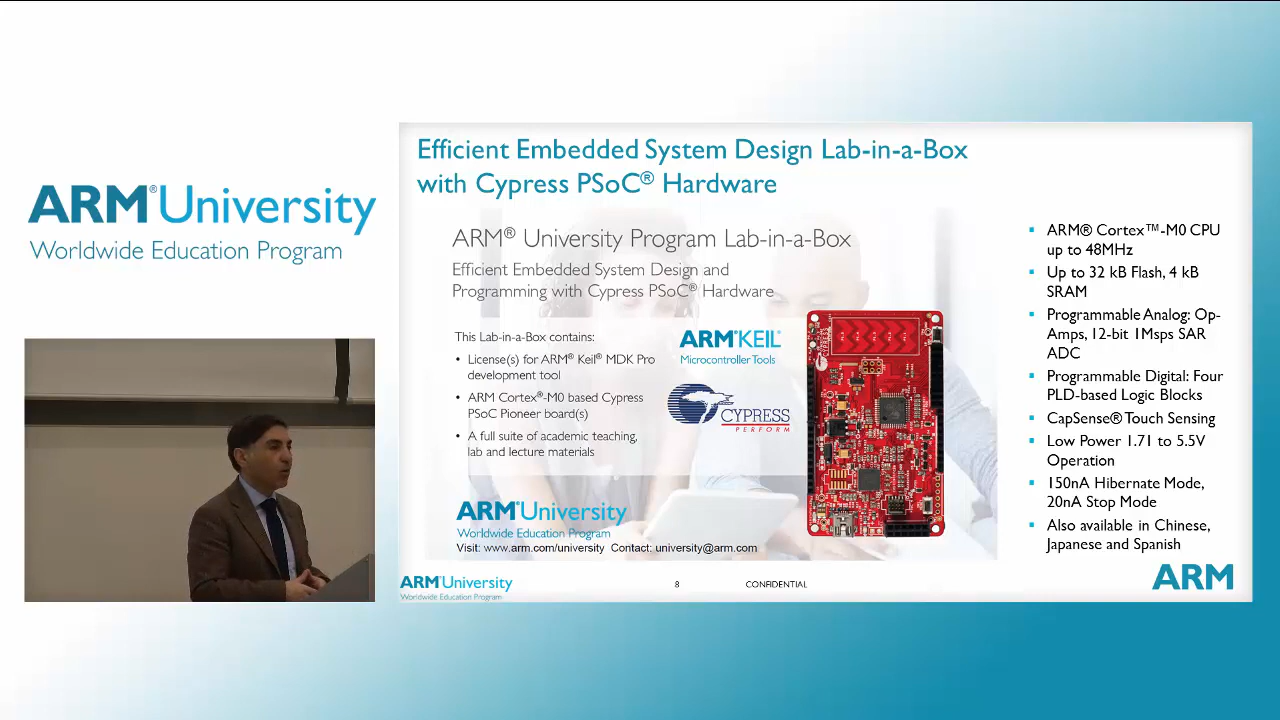 ARM®University
Worldwide Education Program
Efficient Embedded System Design Lab-in-a-Box
with Cypress PSoC® Hardware
ARM® University Program Lab-in-a-Box
Efficient Embedded System Design and
Programming with Cypress PSoC® Hardware
This Lab-in-a-Box contains:
• License(s) for ARM® Keil® MDK Pro
development tool
• ARM Cortex®-M0 based Cypress
PSoC Pioneer board(s)
• A full suite of academic teaching,
lab and lecture materials
ARM®KEIL®
Microcontroller Tools
CYPRESS
PERFORM
CYPRESS
ARM®University
Worldwide Education Program
Visit: www.arm.com/university Contact: university@arm.com
ARM® Cortex™-M0 CPU
up to 48MHz
Up to 32 kB Flash, 4 kB
SRAM
Programmable Analog: Op-
Amps, 12-bit 1Msps SAR
ADC
Programmable Digital: Four
PLD-based Logic Blocks
CapSense® Touch Sensing
Low Power 1.71 to 5.5V
Operation
150nA Hibernate Mode,
20nA Stop Mode
Also available in Chinese,
Japanese and Spanish
ARM®University
Worldwide Education Program
8
CONFIDENTIAL
ARM